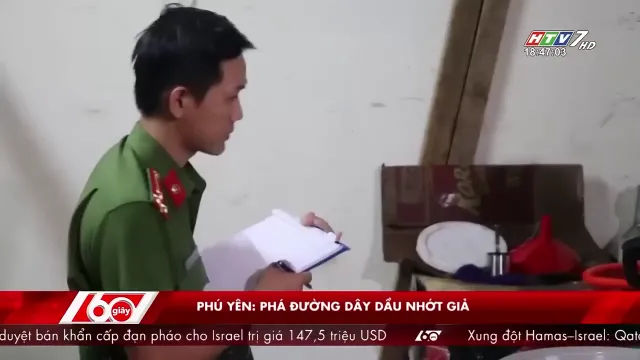 HTV7 HD
18:47:03
60 giây
PHÚ YÊN: PHÁ ĐƯỜNG DÂY DẦU NHỚT GIẢ
duyệt bán khẩn cấp đạn pháo cho Israel trị giá 147,5 triệu USD 60 Xung đột Hamas–Israel: Qat